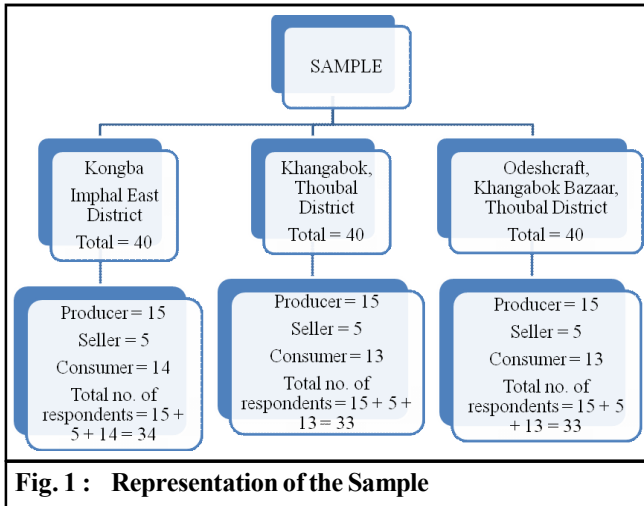 SAMPLE
Kongba
Imphal East
District
Total = 40
Khangabok,
Thoubal
District
Total = 40
Odeshcraft,
Khangabok Bazaar,
Thoubal District
Total = 40
Producer = 15
Seller = 5
Consumer = 14
Total no. of
respondents = 15 +
5 + 14 = 34
Producer = 15
Seller = 5
Consumer = 13
Total no. of
respondents = 15 + 5 +
13 = 33
Producer = 15
Seller = 5
Consumer = 13
Total no. of
respondents = 15 + 5
+ 13 = 33
Fig. 1 : Representation of the Sample